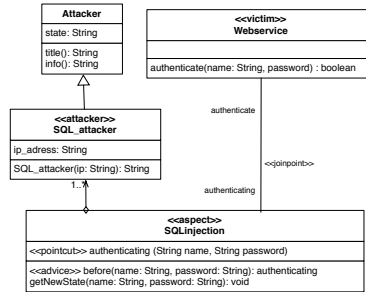 Attacker
state: String
title(): String
info(): String
<<victim>>
Webservice
authenticate(name: String, password) : boolean
<<attacker>>
SQL_attacker
ip_adress: String
SQL_attacker(ip: String): String
1..*
authenticate
<<joinpoint>>
authenticating
<<aspect>>
SQLinjection
<<pointcut>> authenticating (String name, String password)
<<advice>> before(name: String, password: String): authenticating
getNewState(name: String, password: String): void